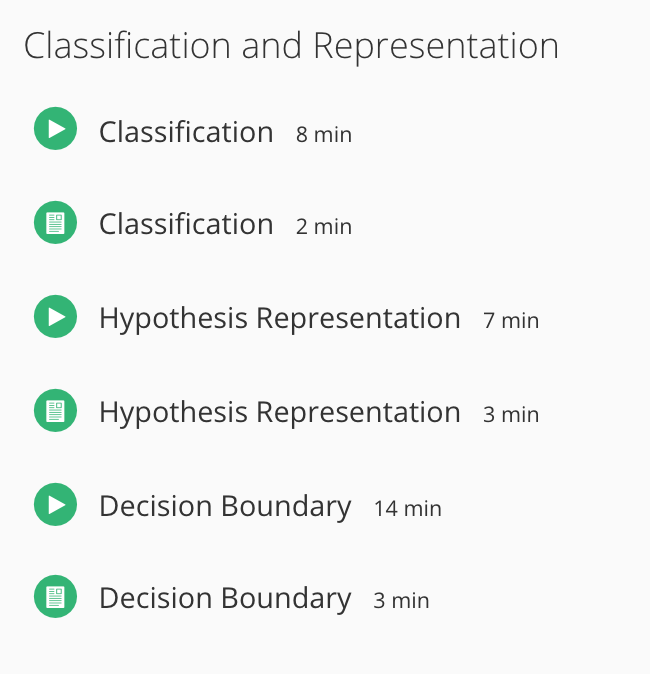 Classification and Representation
Classification 8 min
Classification 2 min
Hypothesis Representation 7 min
Hypothesis Representation 3 min
Decision Boundary 14 min
Decision Boundary 3 min